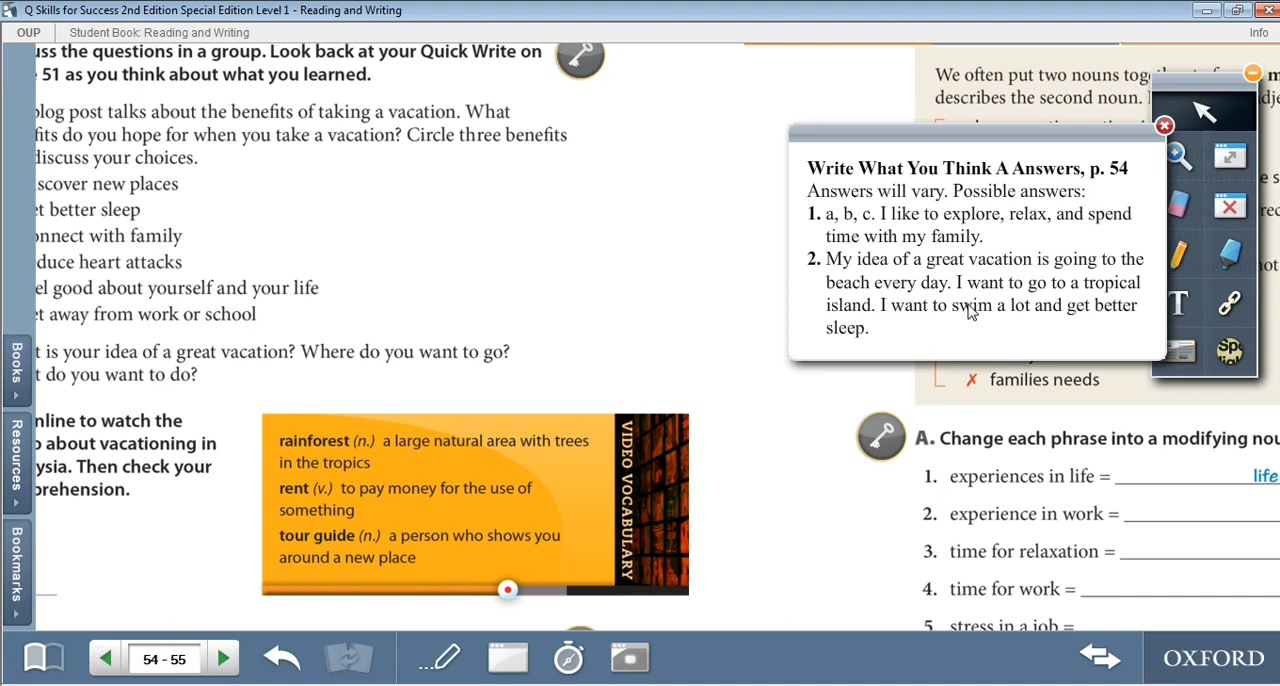 Q Skills for Success 2nd Edition Special Edition Level 1 - Reading and Writing
OUP
Student Book: Reading and Writing
Info
uss the questions in a group. Look back at your Quick Write on
51 as you think about what you learned.
blog post talks about the benefits of taking a vacation. What
fits do you hope for when you take a vacation? Circle three benefits
discuss your choices.
scover new places
et better sleep
onnect with family
duce heart attacks
el good about yourself and your life
et away from work or school
t is your idea of a great vacation? Where do you want to go?
t do you want to do?
nline to watch the
o about vacationing in
ysia. Then check your
prehension.
rainforest (n.) a large natural area with trees
in the tropics
rent (v.) to pay money for the use of
something
tour guide (n.) a person who shows you
around a new place
VIDEO VOCABULARY
We often put two nouns
describes the second noun.
Write What You Think A Answers, p. 54
Answers will vary. Possible answers:
1. a, b, c. I like to explore, relax, and spend
time with my family.
2. My idea of a great vacation is going to the
beach every day. I want to go to a tropical
island. I want to swim a lot and get better
sleep.
✗ families needs
A. Change each phrase into a modifying nou
1. experiences in life = life
2. experience in work =
3. time for relaxation =
4. time for work =
5. stress in a job =
Books
Resources
Bookmarks
54 - 55
OXFORD